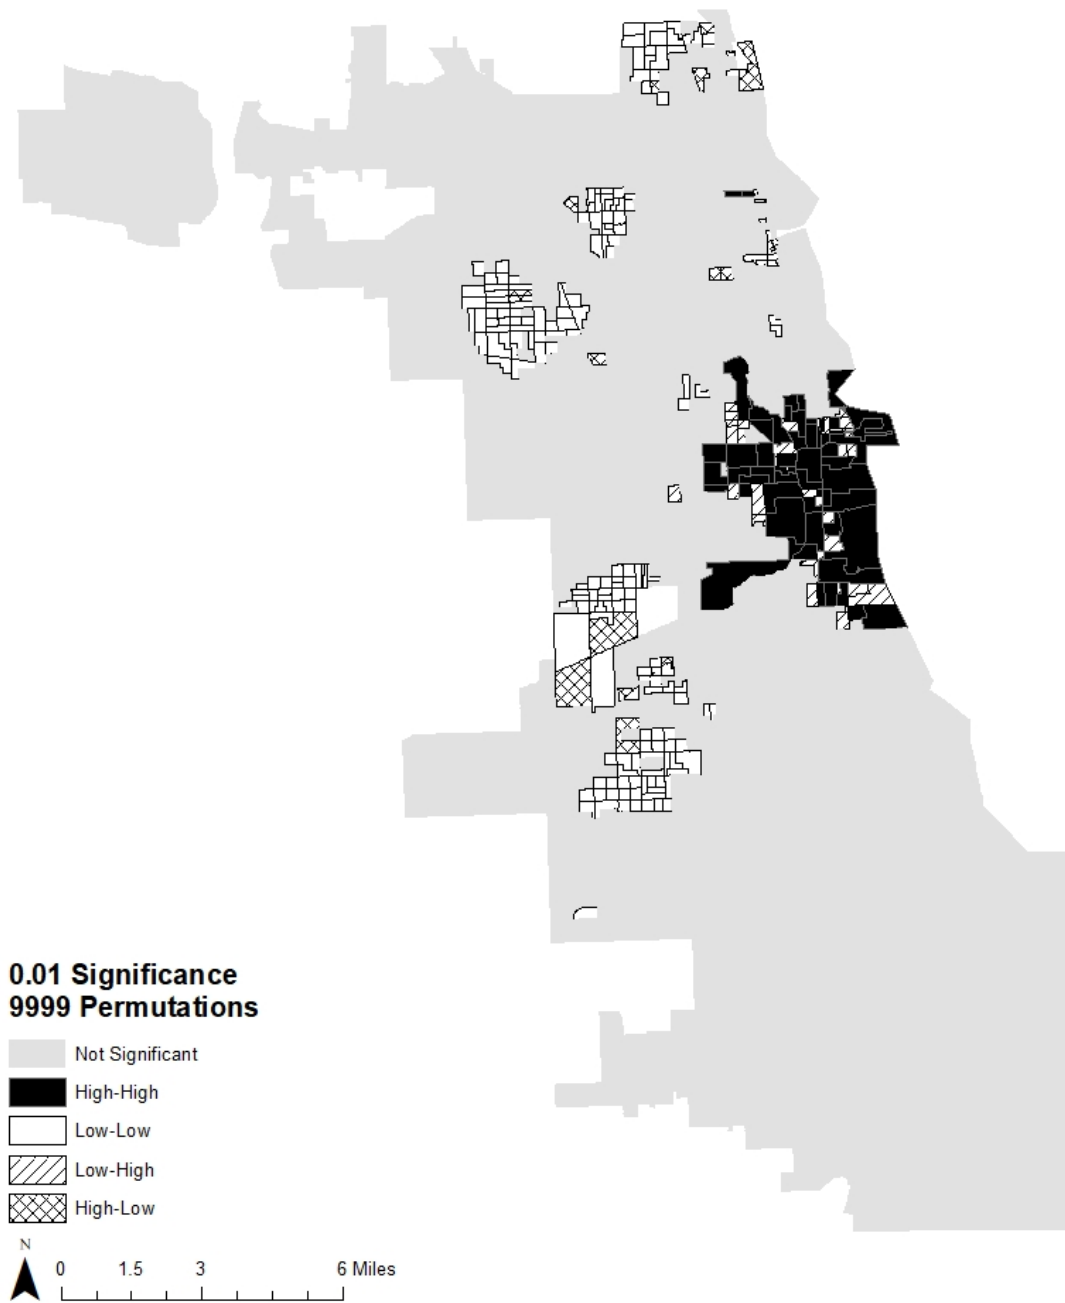 0.01 Significance
9999 Permutations
Not Significant
High-High
Low-Low
Low-High
High-Low
N
0 1.5 3 6 Miles